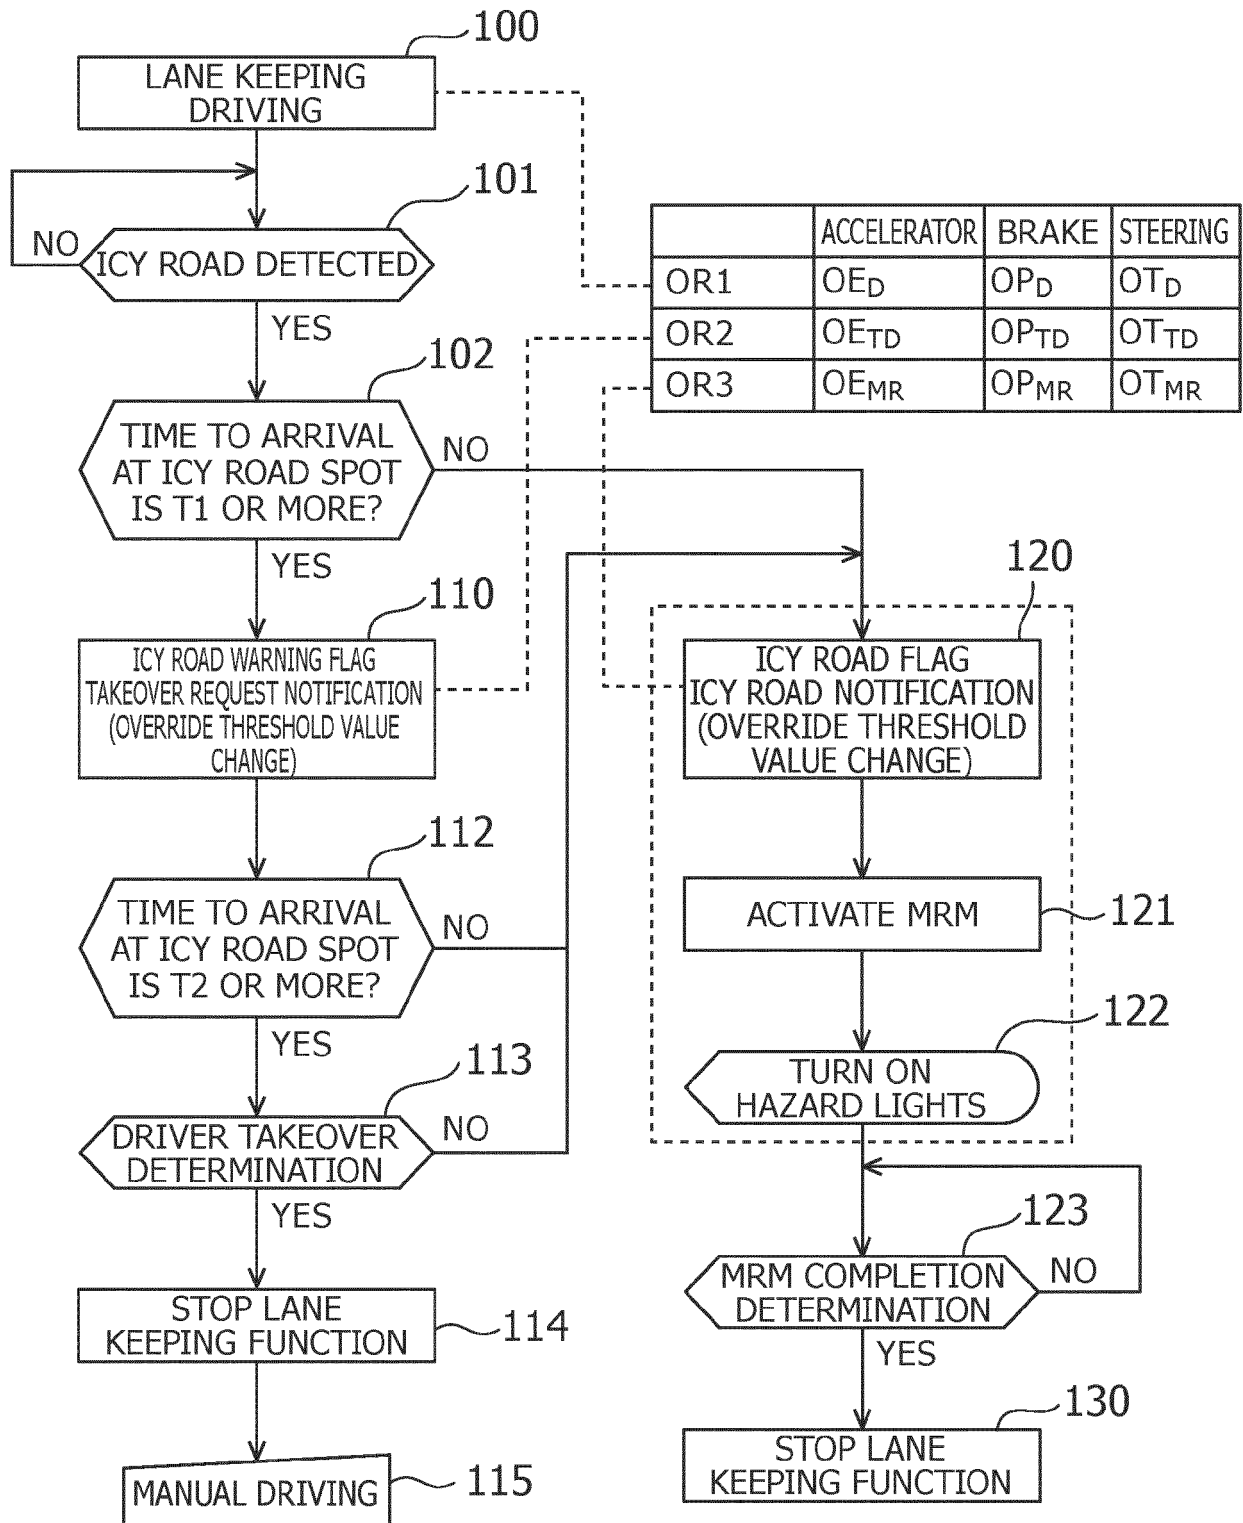 100
LANE KEEPING
DRIVING
101
NO
ICY ROAD DETECTED
YES
ACCELERATOR BRAKE STEERING
OR1 OED OPD OTD
OR2 OETD OPTD OTTD
OR3 OEMR OPMR OTMR
102
TIME TO ARRIVAL
AT ICY ROAD SPOT
IS T1 OR MORE?
NO
YES
110
ICY ROAD WARNING FLAG
TAKEOVER REQUEST NOTIFICATION
(OVERRIDE THRESHOLD VALUE
CHANGE)
112
TIME TO ARRIVAL
AT ICY ROAD SPOT
IS T2 OR MORE?
NO
YES
113
DRIVER TAKEOVER
DETERMINATION
NO
YES
STOP LANE
KEEPING FUNCTION
114
MANUAL DRIVING
115
120
ICY ROAD FLAG
ICY ROAD NOTIFICATION
(OVERRIDE THRESHOLD
VALUE CHANGE)
ACTIVATE MRM
121
122
TURN ON
HAZARD LIGHTS
123
MRM COMPLETION
DETERMINATION
NO
YES
130
STOP LANE
KEEPING FUNCTION